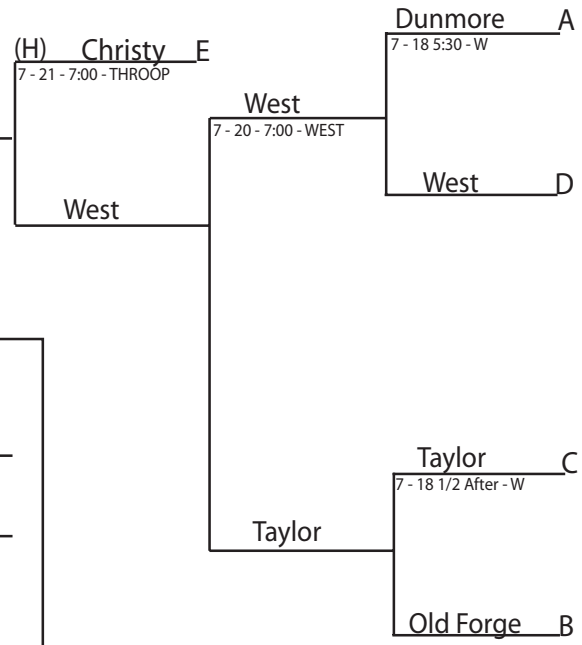 Dunmore A
7 - 18 5:30 - W
(H) Christy E
7 - 21 - 7:00 - THROOP
West
7 - 20 - 7:00 - WEST
West D
West
Taylor C
7 - 18 1/2 After - W
Taylor
Old Forge B